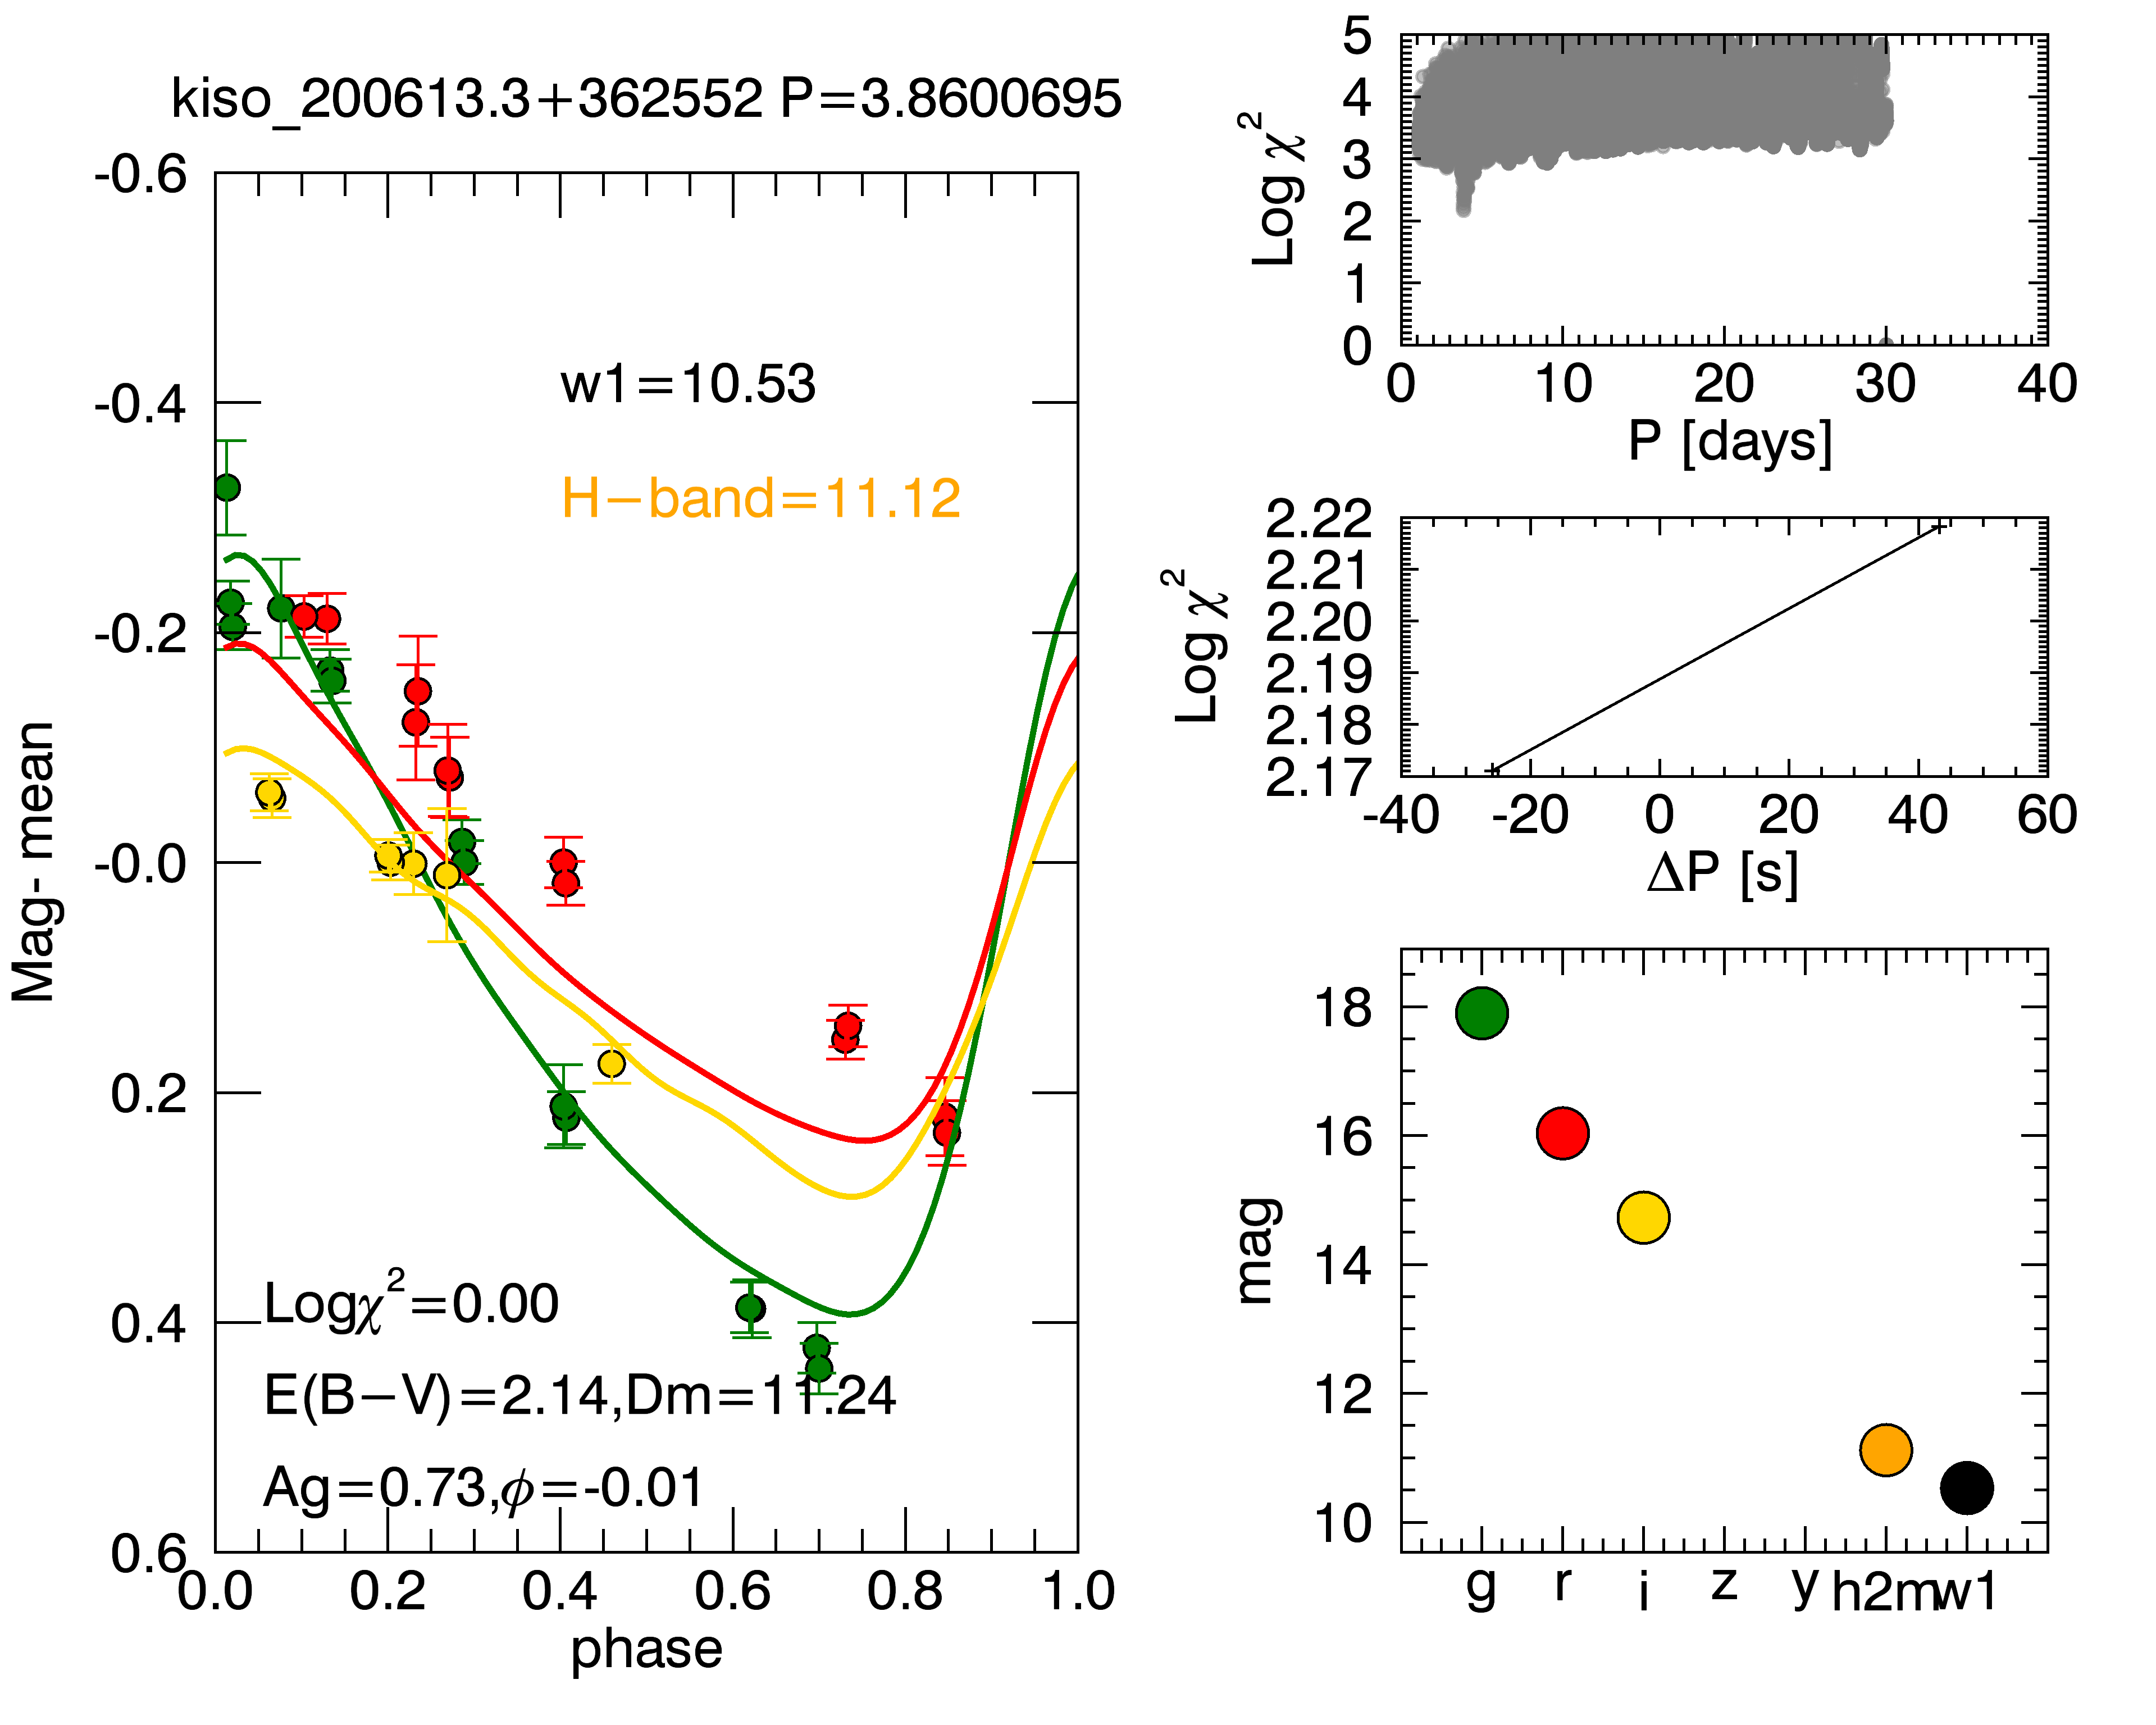 kiso_200613.3+362552 P=3.8600695
-0.6
-0.4
-0.2
-0.0
0.2
0.4
0.6
Mag- mean
w1=10.53
H-band=11.12
Logχ²=0.00
E(B-V)=2.14,Dm=11.24
Ag=0.73,ϕ=-0.01
0.0 0.2 0.4 0.6 0.8 1.0
phase
5
4
3
2
1
0
Log χ²
0 10 20 30 40
P [days]
2.22
2.21
2.20
2.19
2.18
2.17
Log χ²
-40 -20 0 20 40 60
ΔP [s]
18
16
14
12
10
mag
g r i z y h2mw1